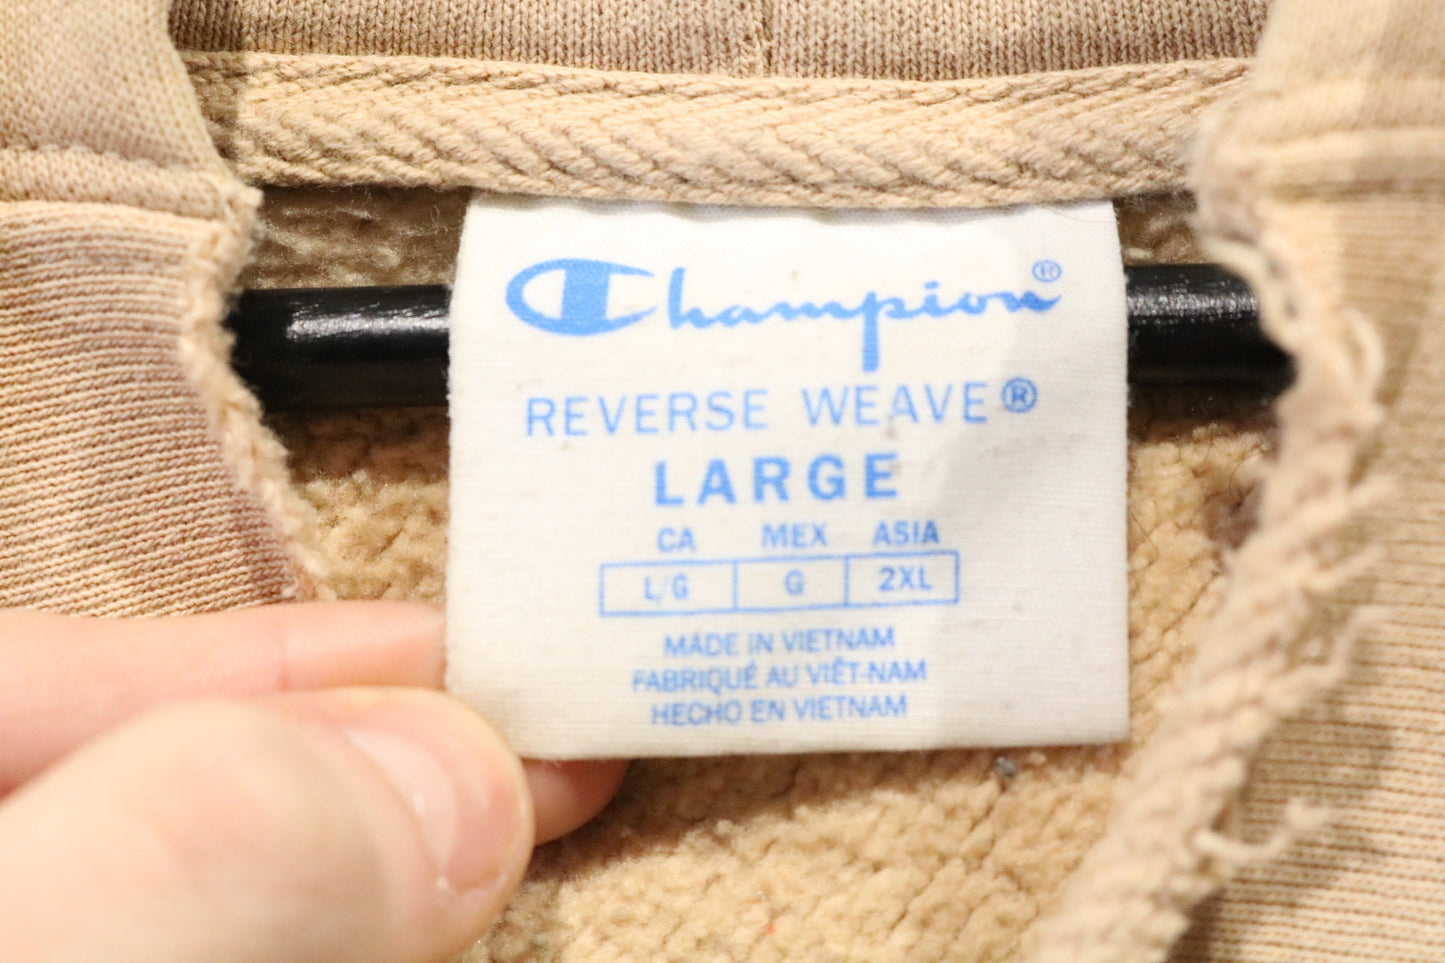 Champion®
REVERSE WEAVE®
LARGE
CA MEX ASIA
L/G G 2XL
MADE IN VIETNAM
FABRIQUÉ AU VIÊT-NAM
HECHO EN VIETNAM